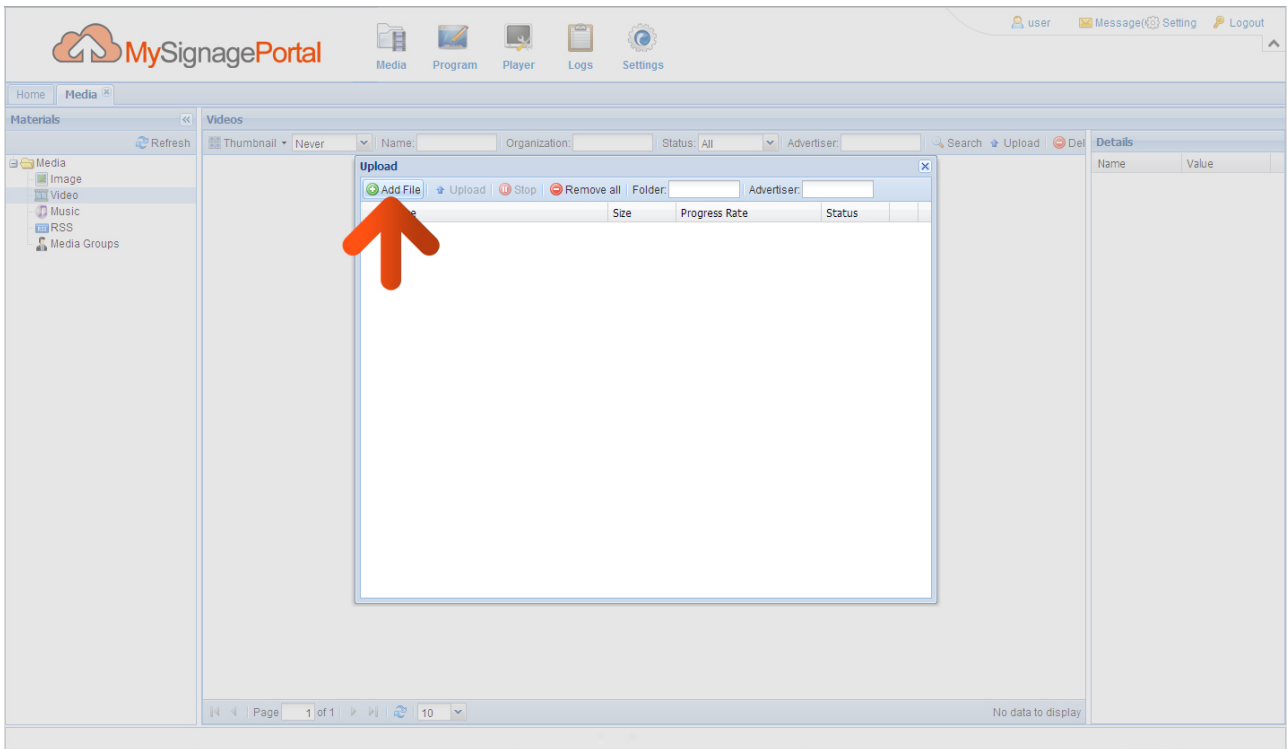 user Message( Setting Logout
MySignagePortal
Media Program Player Logs Settings
Home Media
Materials
Refresh
Media
Image
Video
Music
RSS
Media Groups
Videos
Thumbnail Never Name: Organization: Status: All Advertiser: Search Upload Del
Upload
Add File Upload Stop Remove all Folder: Advertiser:
Size Progress Rate Status
Details
Name Value
Page 1 of 1 10 No data to display